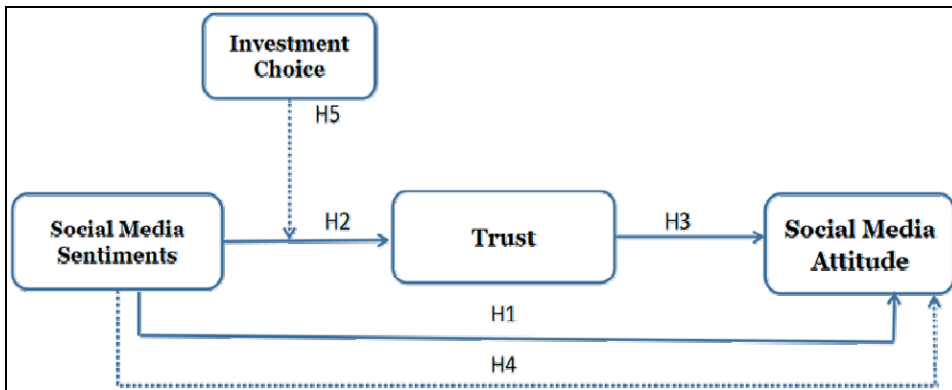 Investment
Choice
H5
Social Media
Sentiments
H2
Trust
H3
Social Media
Attitude
H1
H4